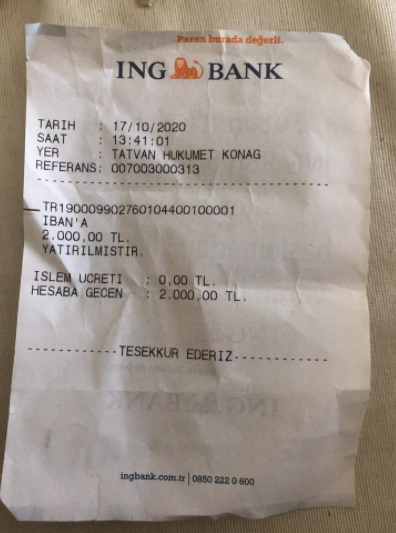 Paran burada değerli.
ING BANK
TARIH : 17/10/2020
SAAT : 13:41:01
YER : TATVAN HUKUMET KONAG
REFERANS: 007003000313
TR190009902760104400100001
IBAN'A
2.000,00 TL.
YATIRILMISTIR.
ISLEM UCRETI : 0,00 TL.
HESABA GECEN : 2.000,00 TL.
-----------TESEKKUR EDERIZ------------
ingbank.com.tr | 0850 222 0 600